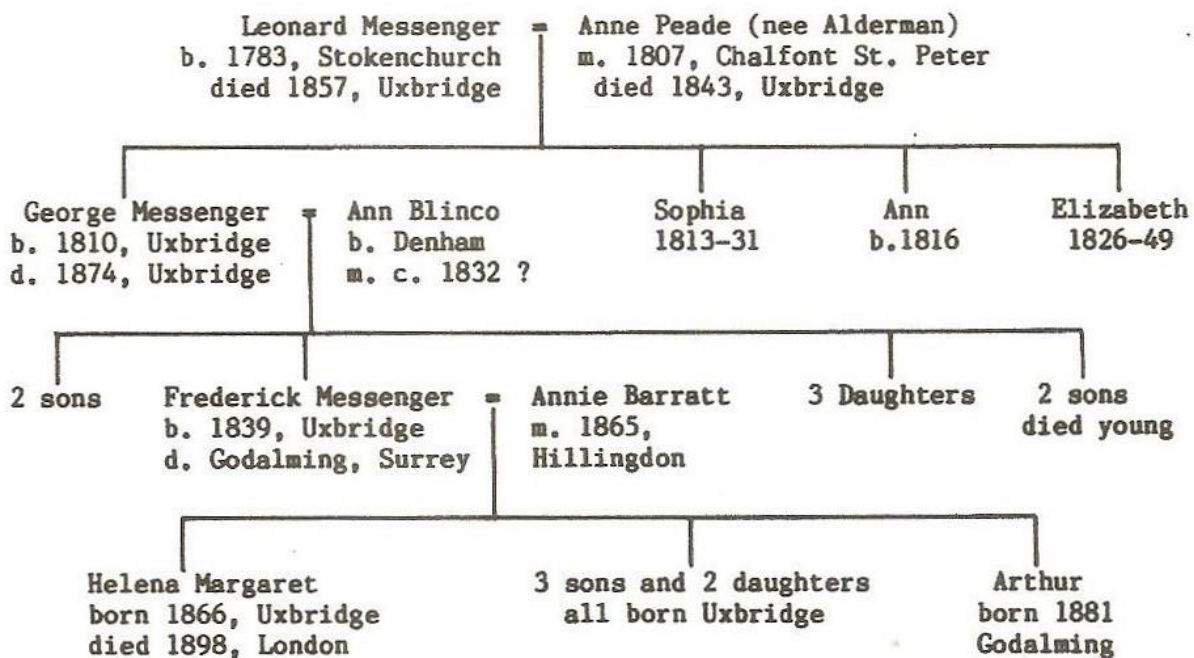 Leonard Messenger = Anne Peade (nee Alderman)
b. 1783, Stokenchurch m. 1807, Chalfont St. Peter
died 1857, Uxbridge died 1843, Uxbridge
George Messenger = Ann Blinco Sophia Ann Elizabeth
b. 1810, Uxbridge b. Denham 1813-31 b.1816 1826-49
d. 1874, Uxbridge m. c. 1832 ?
2 sons Frederick Messenger = Annie Barratt 3 Daughters 2 sons
b. 1839, Uxbridge m. 1865, died young
d. Godalming, Surrey Hillingdon
Helena Margaret 3 sons and 2 daughters Arthur
born 1866, Uxbridge all born Uxbridge born 1881
died 1898, London Godalming